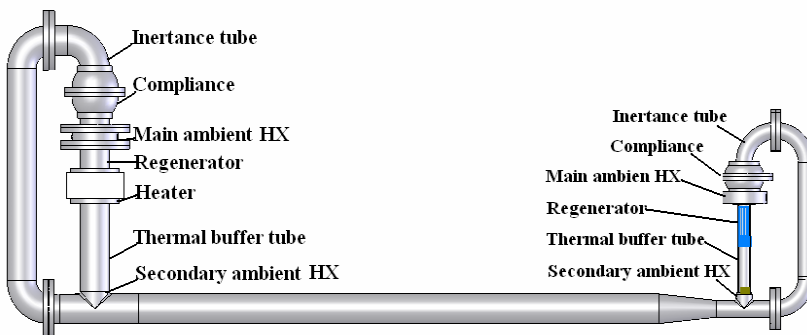 Inertance tube
Compliance
Main ambient HX
Regenerator
Heater
Thermal buffer tube
Secondary ambient HX
Inertance tube
Compliance
Main ambien HX
Regenerator
Thermal buffer tube
Secondary ambient HX